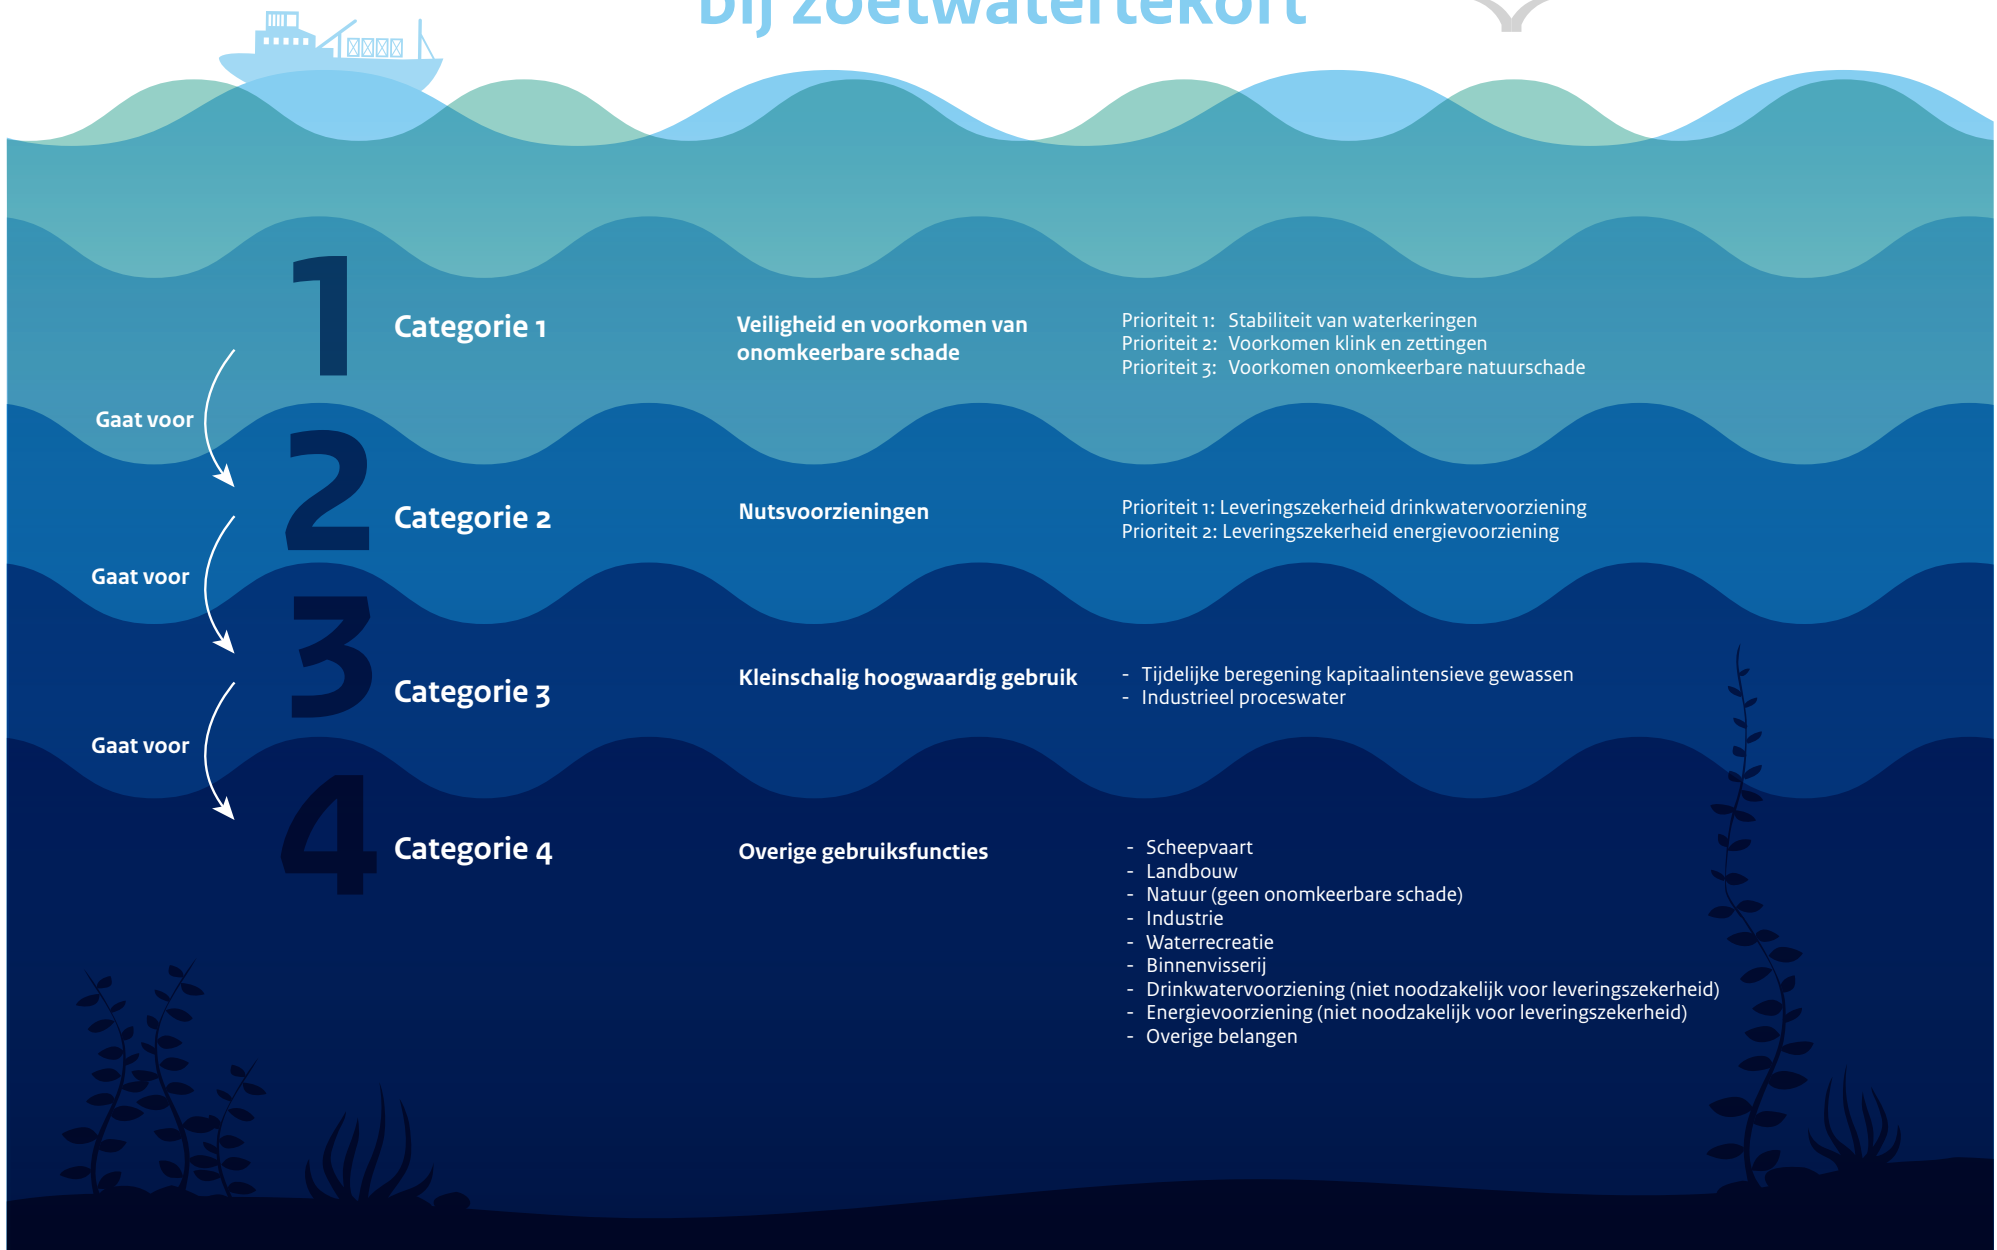 bij zoetwatertekort
1
Categorie 1
Veiligheid en voorkomen van
onomkeerbare schade
Prioriteit 1: Stabiliteit van waterkeringen
Prioriteit 2: Voorkomen klink en zettingen
Prioriteit 3: Voorkomen onomkeerbare natuurschade
Gaat voor
2
Categorie 2
Nutsvoorzieningen
Prioriteit 1: Leveringszekerheid drinkwatervoorziening
Prioriteit 2: Leveringszekerheid energievoorziening
Gaat voor
3
Categorie 3
Kleinschalig hoogwaardig gebruik
- Tijdelijke beregening kapitaalintensieve gewassen
- Industrieel proceswater
Gaat voor
4
Categorie 4
Overige gebruiksfuncties
- Scheepvaart
- Landbouw
- Natuur (geen onomkeerbare schade)
- Industrie
- Waterrecreatie
- Binnenvisserij
- Drinkwatervoorziening (niet noodzakelijk voor leveringszekerheid)
- Energievoorziening (niet noodzakelijk voor leveringszekerheid)
- Overige belangen